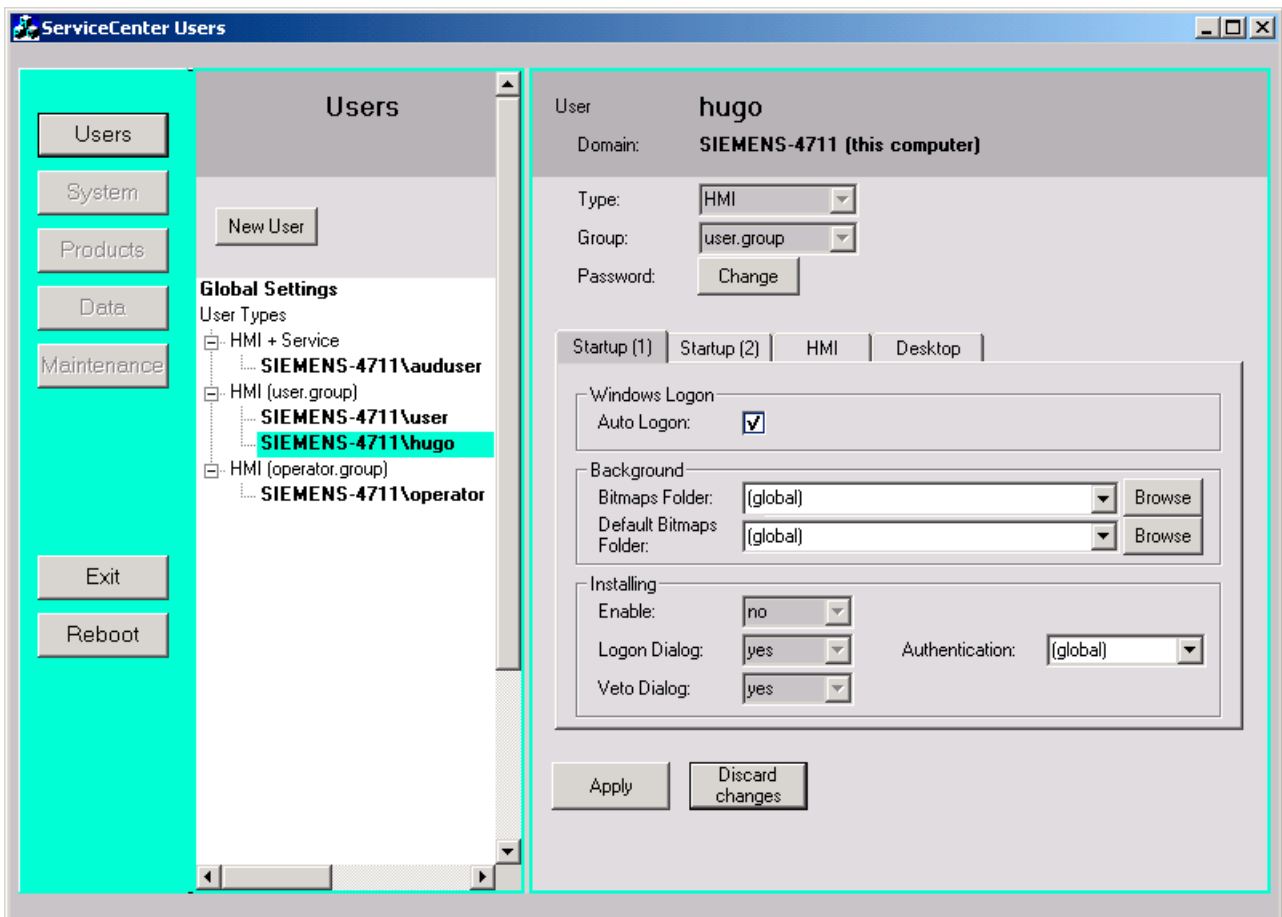 ServiceCenter Users
Users
System
Products
Data
Maintenance
Exit
Reboot
Users
New User
Global Settings
User Types
HMI + Service
SIEMENS-4711\auduser
HMI (user.group)
SIEMENS-4711\user
SIEMENS-4711\hugo
HMI (operator.group)
SIEMENS-4711\operator
User hugo
Domain: SIEMENS-4711 (this computer)
Type: HMI
Group: user.group
Password: Change
Startup (1) Startup (2) HMI Desktop
Windows Logon
Auto Logon:
Background
Bitmaps Folder: (global) Browse
Default Bitmaps
Folder: (global) Browse
Installing
Enable: no
Logon Dialog: yes Authentication: (global)
Veto Dialog: yes
Apply
Discard
changes